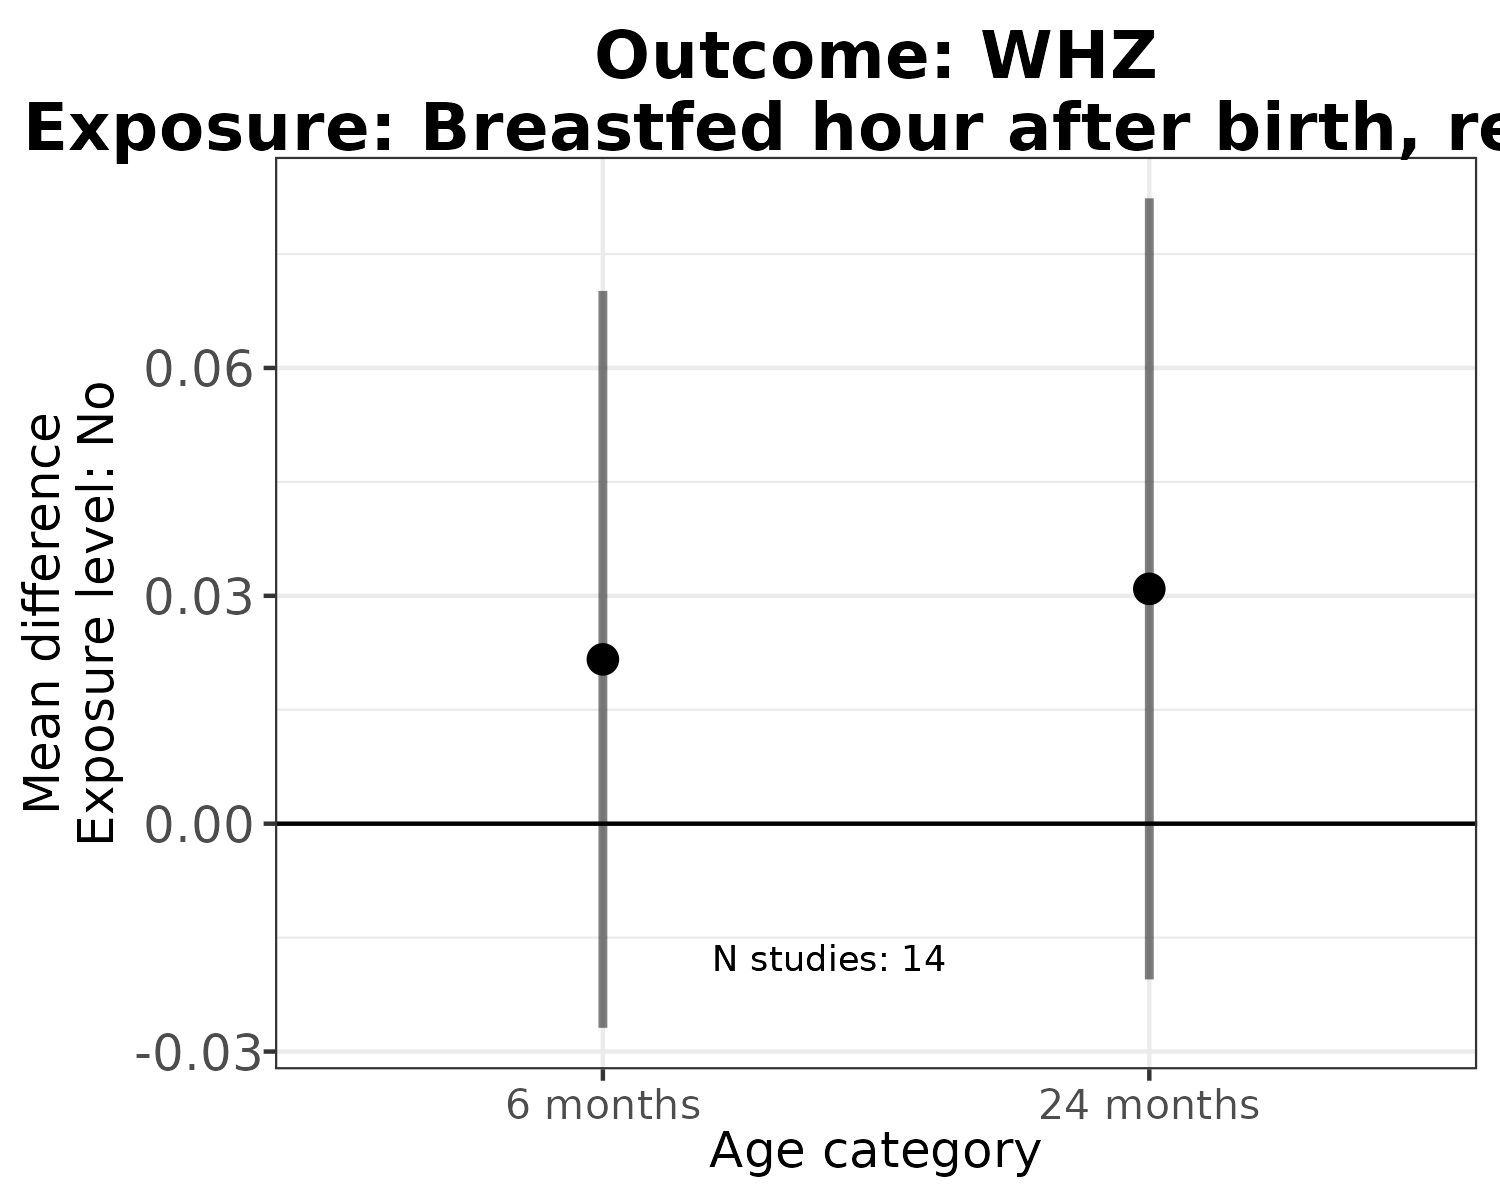 Outcome: WHZ
Exposure: Breastfed hour after birth, re
Mean difference
Exposure level: No
0.06
0.03
0.00
-0.03
N studies: 14
6 months
24 months
Age category